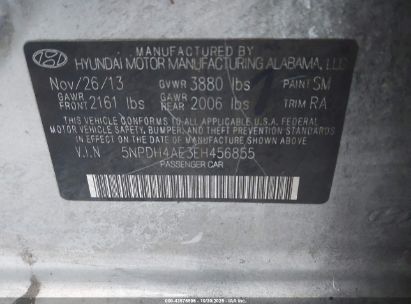 MANUFACTURED BY
HYUNDAI MOTOR MANUFACTURING ALABAMA, LLC
Nov/26/13 GVWR 3880 lbs PAINT SM
GAWR FRONT 2161 lbs GAWR REAR 2006 lbs TRIM RA
THIS VEHICLE CONFORMS TO ALL APPLICABLE U.S.A. FEDERAL
MOTOR VEHICLE SAFETY, BUMPER, AND THEFT PREVENTION
STANDARDS IN EFFECT ON THE DATE OF MANUFACTURE
SHOWN ABOVE.
V.I.N 5NPDH4AE3EH456855
PASSENGER CAR